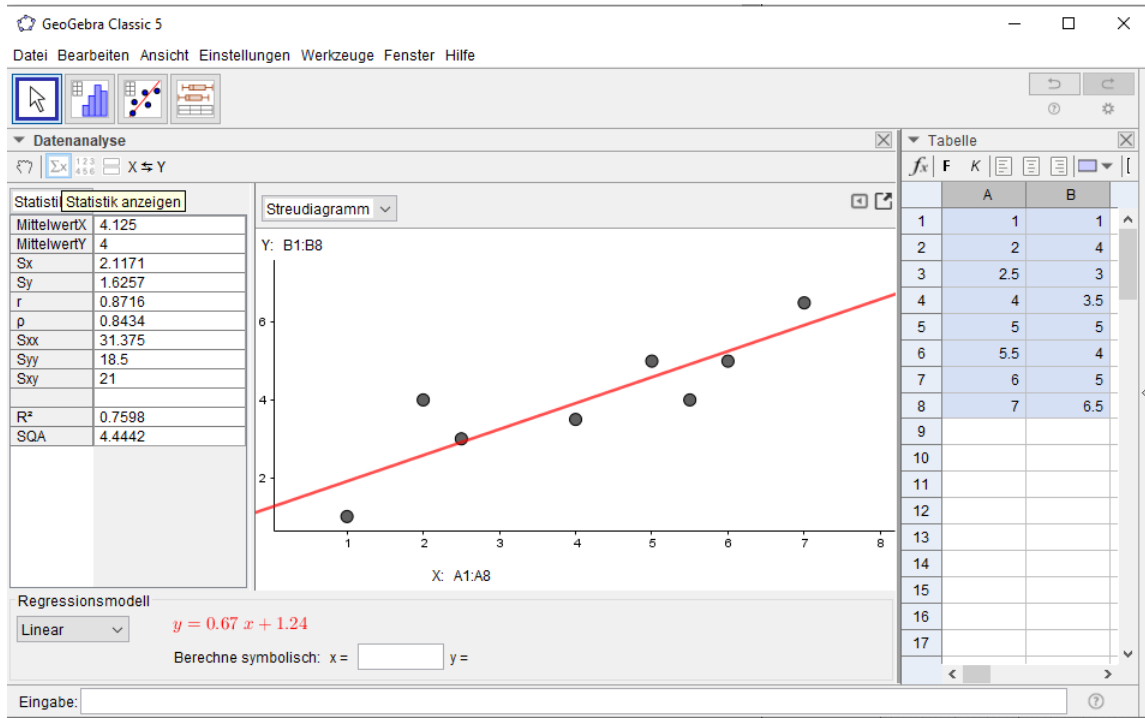 GeoGebra Classic 5
Datei Bearbeiten Ansicht Einstellungen Werkzeuge Fenster Hilfe
Datenanalyse
Tabelle
Σx 123 456 X ⇆ Y
fx F K
Statisti Statistik anzeigen
MittelwertX 4.125
MittelwertY 4
Sx 2.1171
Sy 1.6257
r 0.8716
ρ 0.8434
Sxx 31.375
Syy 18.5
Sxy 21
R² 0.7598
SQA 4.4442
Streudiagramm
Y: B1:B8
6
4
2
1 2 3 4 5 6 7 8
X: A1:A8
A B
1 1 1
2 2 4
3 2.5 3
4 4 3.5
5 5 5
6 5.5 4
7 6 5
8 7 6.5
9
10
11
12
13
14
15
16
17
Regressionsmodell
Linear
y = 0.67 x + 1.24
Berechne symbolisch: x = y =
Eingabe: